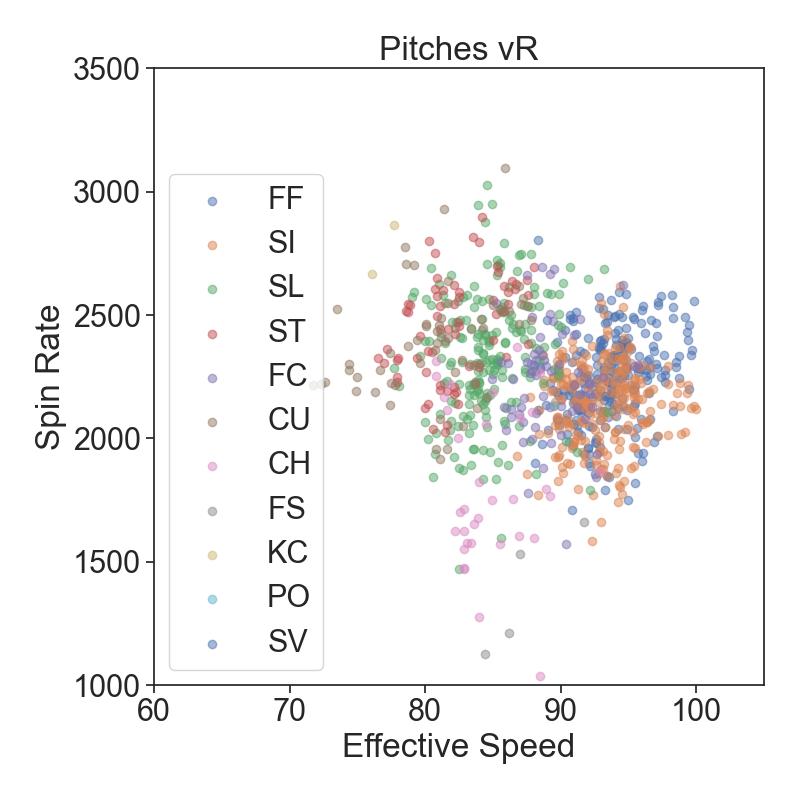 Pitches vR
3500
3000
2500
2000
1500
1000
Spin Rate
FF
SI
SL
ST
FC
CU
CH
FS
KC
PO
SV
60 70 80 90 100
Effective Speed